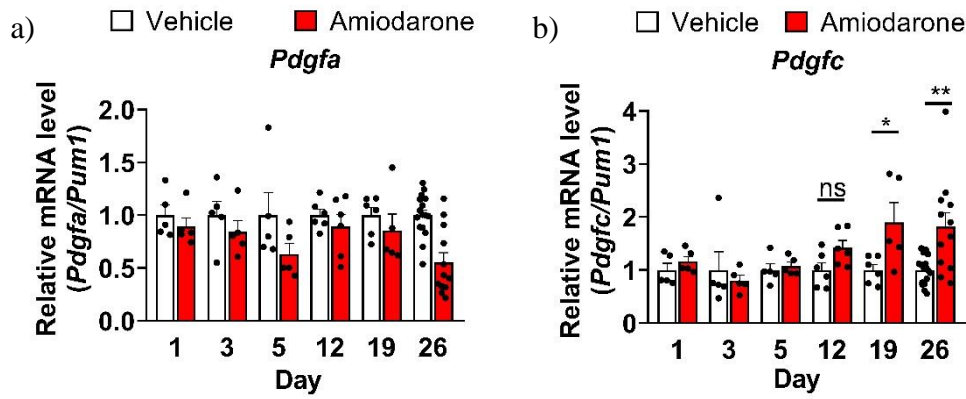 a)
Vehicle Amiodarone
Pdgfa
Relative mRNA level
(Pdgfa/Pum1)
2.0
1.5
1.0
0.5
0.0
1 3 5 12 19 26
Day
b)
Vehicle Amiodarone
Pdgfc
Relative mRNA level
(Pdgfc/Pum1)
4
3
2
1
0
ns * **
1 3 5 12 19 26
Day